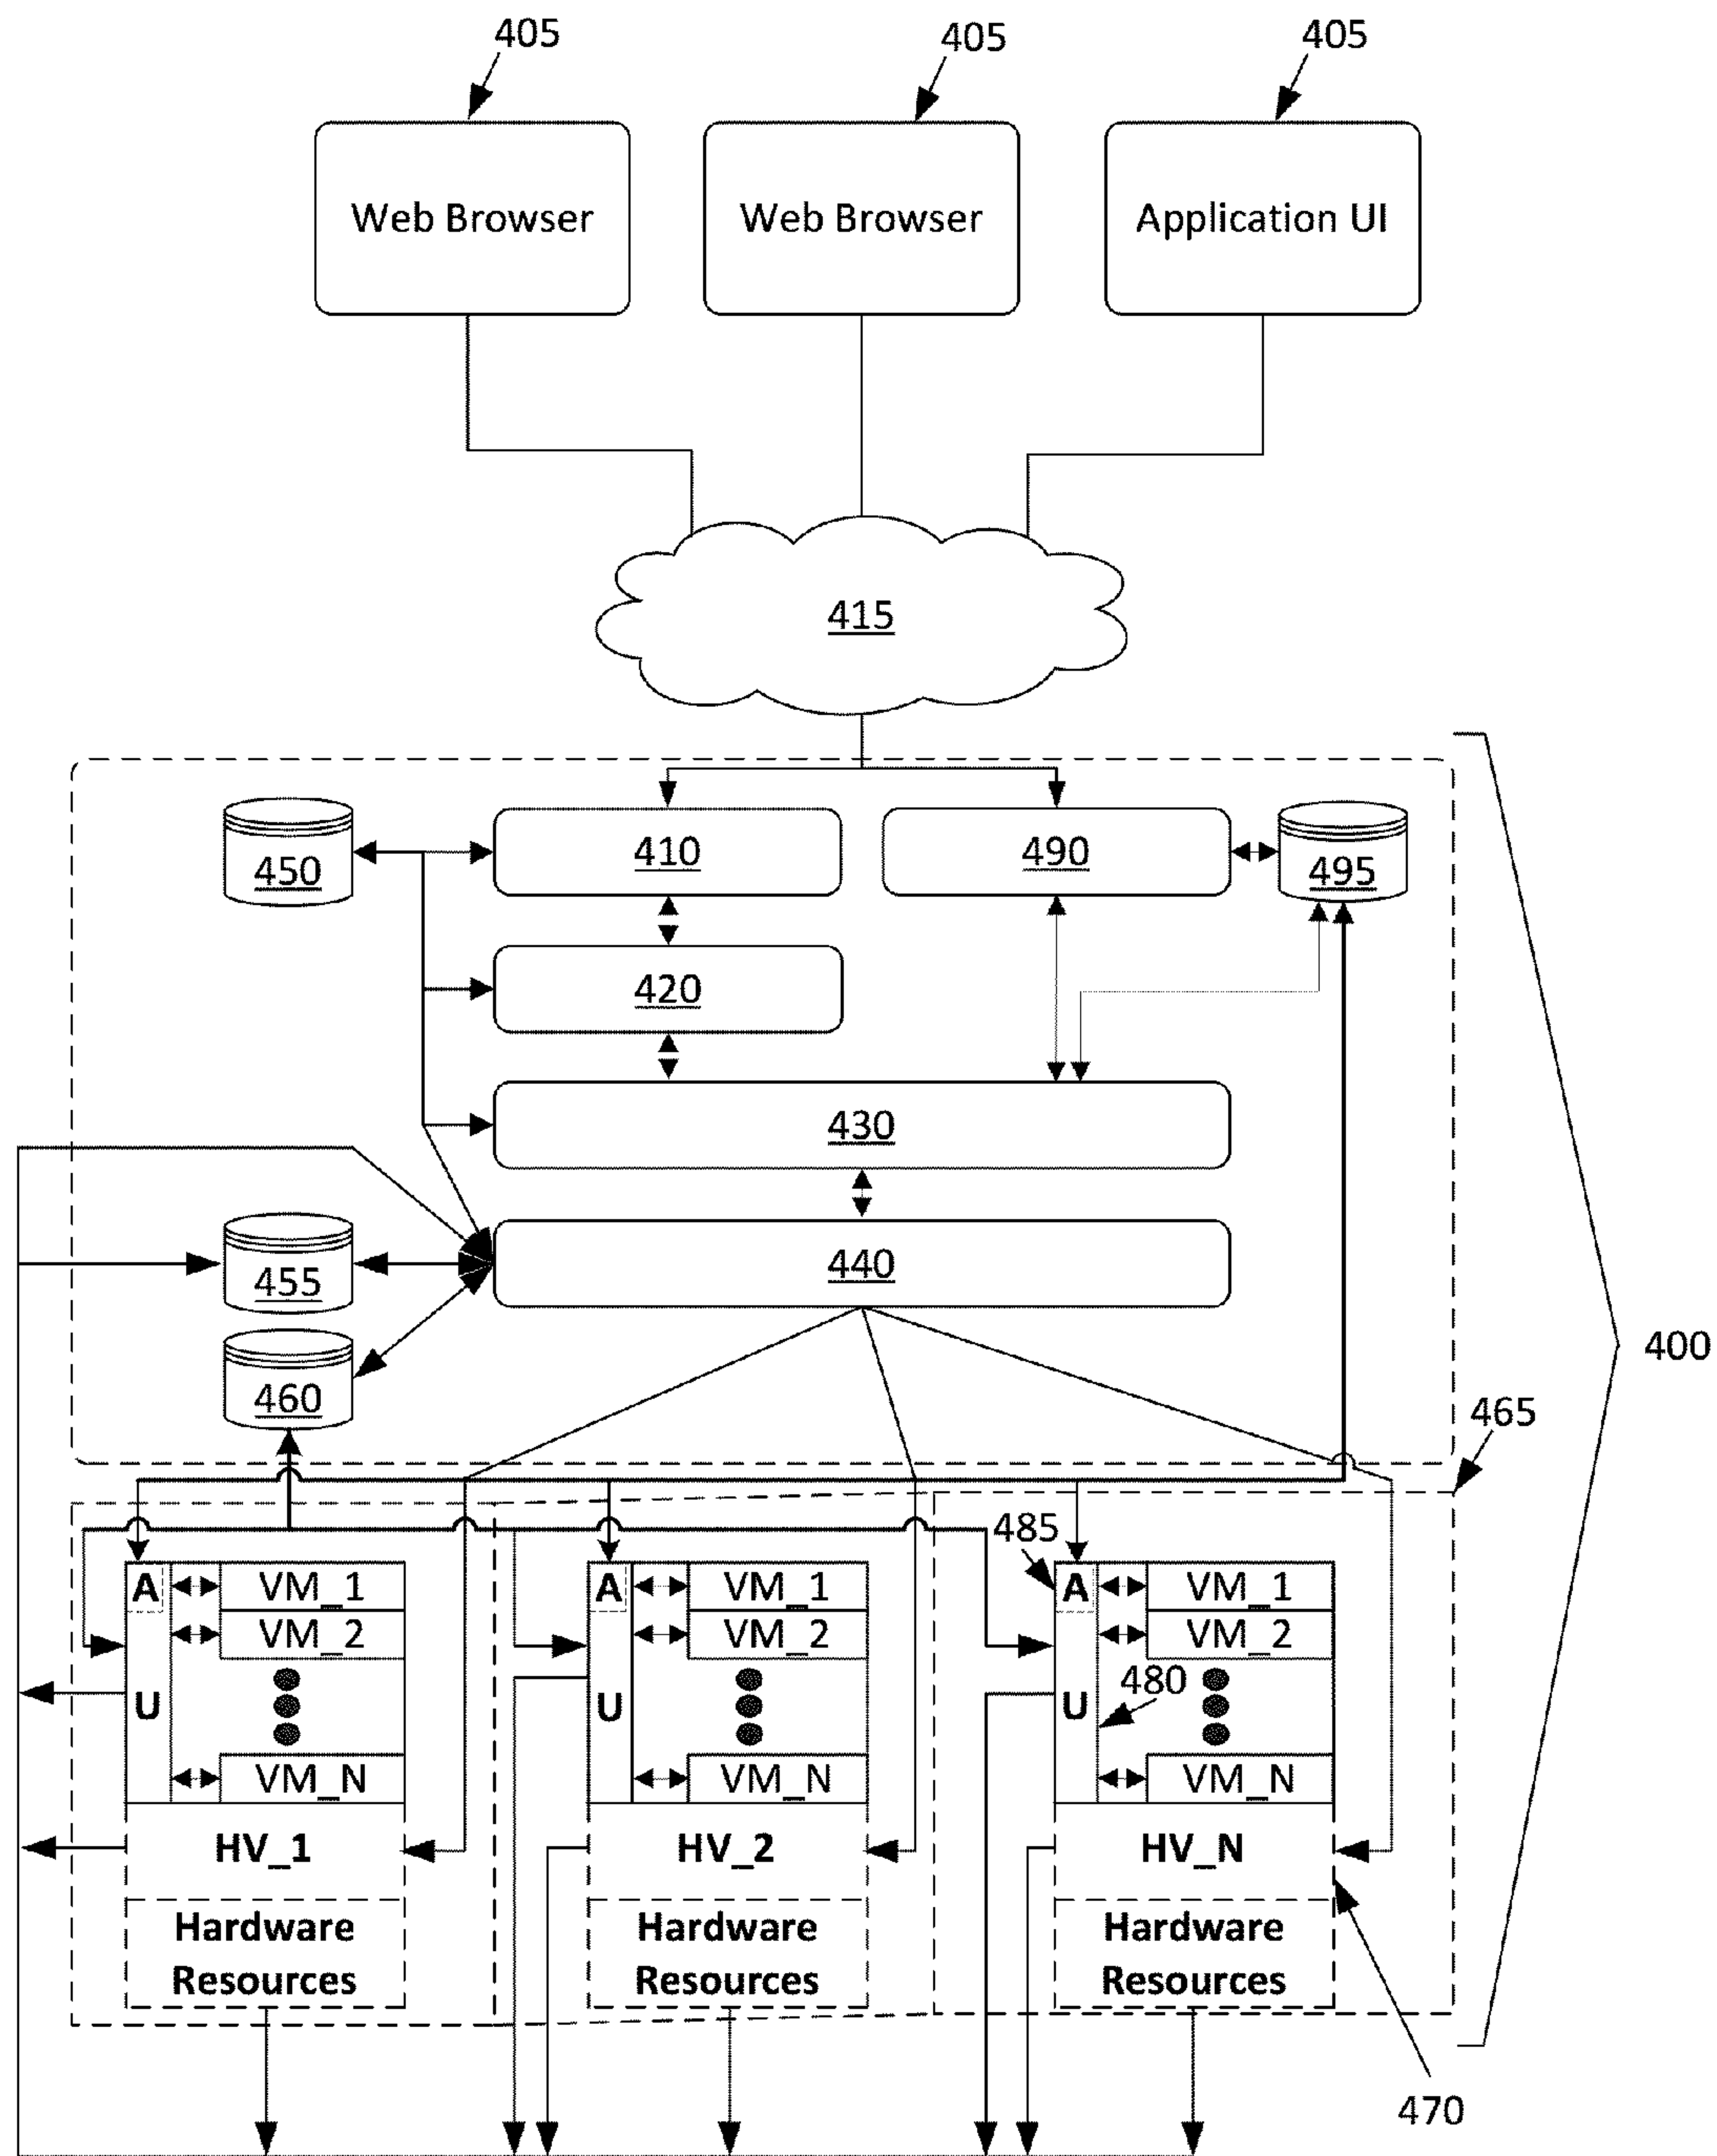 405
405
405
Web Browser
Web Browser
Application UI
415
450
410
490
495
420
430
455
440
460
400
465
485
A
VM_1
VM_2
U
VM_N
HV_1
Hardware
Resources
A
VM_1
VM_2
U
VM_N
HV_2
Hardware
Resources
A
VM_1
VM_2
480
U
VM_N
HV_N
Hardware
Resources
470